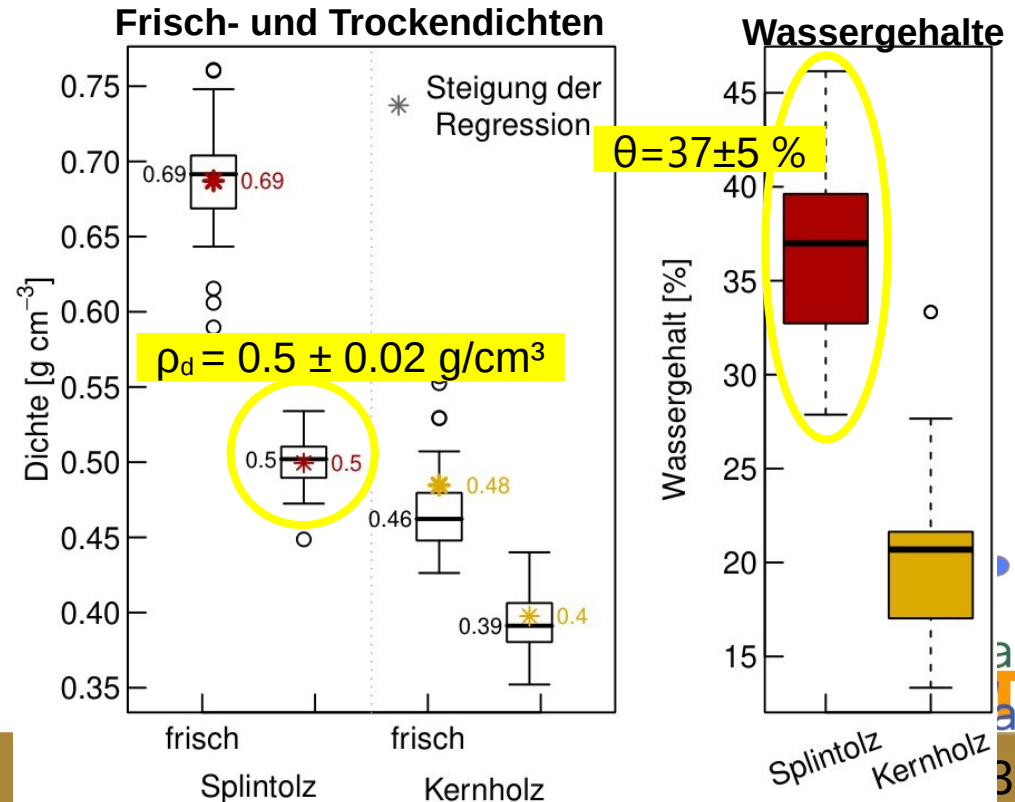 Frisch- und Trockendichten
Wassergehalte
Steigung der
Regression
θ=37±5 %
ρd = 0.5 ± 0.02 g/cm³
Dichte [g cm−3]
0.75
0.70
0.65
0.60
0.55
0.50
0.45
0.40
0.35
0.69
0.69
0.5
0.5
0.46
0.48
0.39
0.4
frisch
frisch
Splintolz
Kernholz
Wassergehalt [%]
45
40
35
30
25
20
15
Splintolz
Kernholz